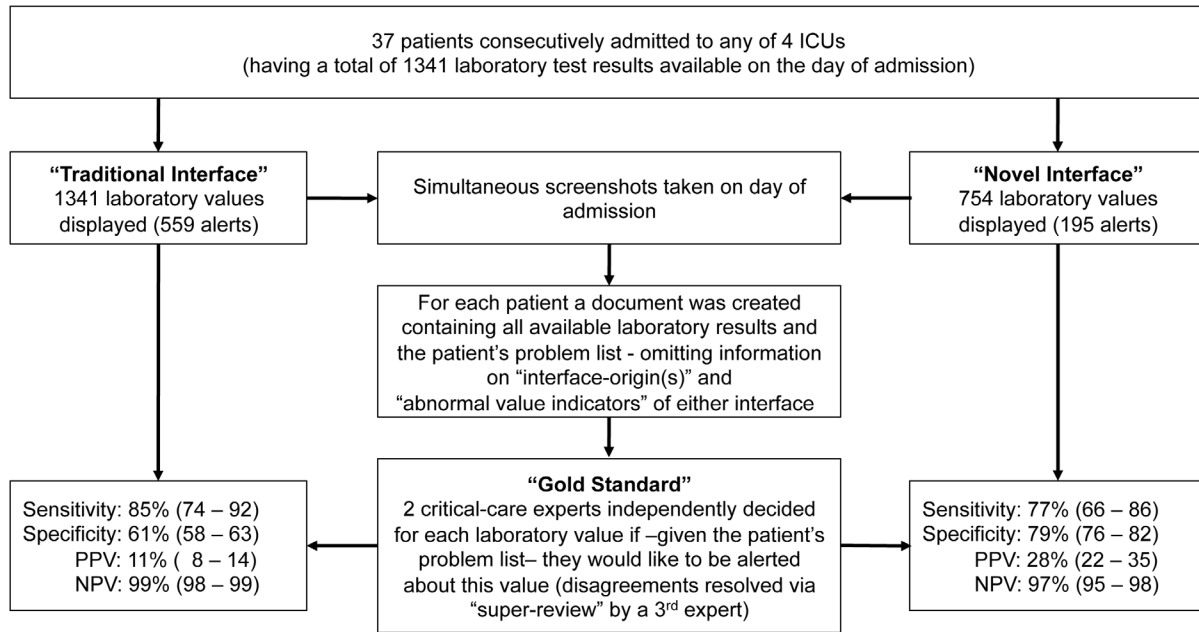 37 patients consecutively admitted to any of 4 ICUs
(having a total of 1341 laboratory test results available on the day of admission)
“Traditional Interface”
1341 laboratory values
displayed (559 alerts)
Simultaneous screenshots taken on day of
admission
“Novel Interface”
754 laboratory values
displayed (195 alerts)
For each patient a document was created
containing all available laboratory results and
the patient’s problem list - omitting information
on “interface-origin(s)” and
“abnormal value indicators” of either interface
Sensitivity: 85% (74 – 92)
Specificity: 61% (58 – 63)
PPV: 11% ( 8 – 14)
NPV: 99% (98 – 99)
“Gold Standard”
2 critical-care experts independently decided
for each laboratory value if –given the patient’s
problem list– they would like to be alerted
about this value (disagreements resolved via
“super-review” by a 3rd expert)
Sensitivity: 77% (66 – 86)
Specificity: 79% (76 – 82)
PPV: 28% (22 – 35)
NPV: 97% (95 – 98)